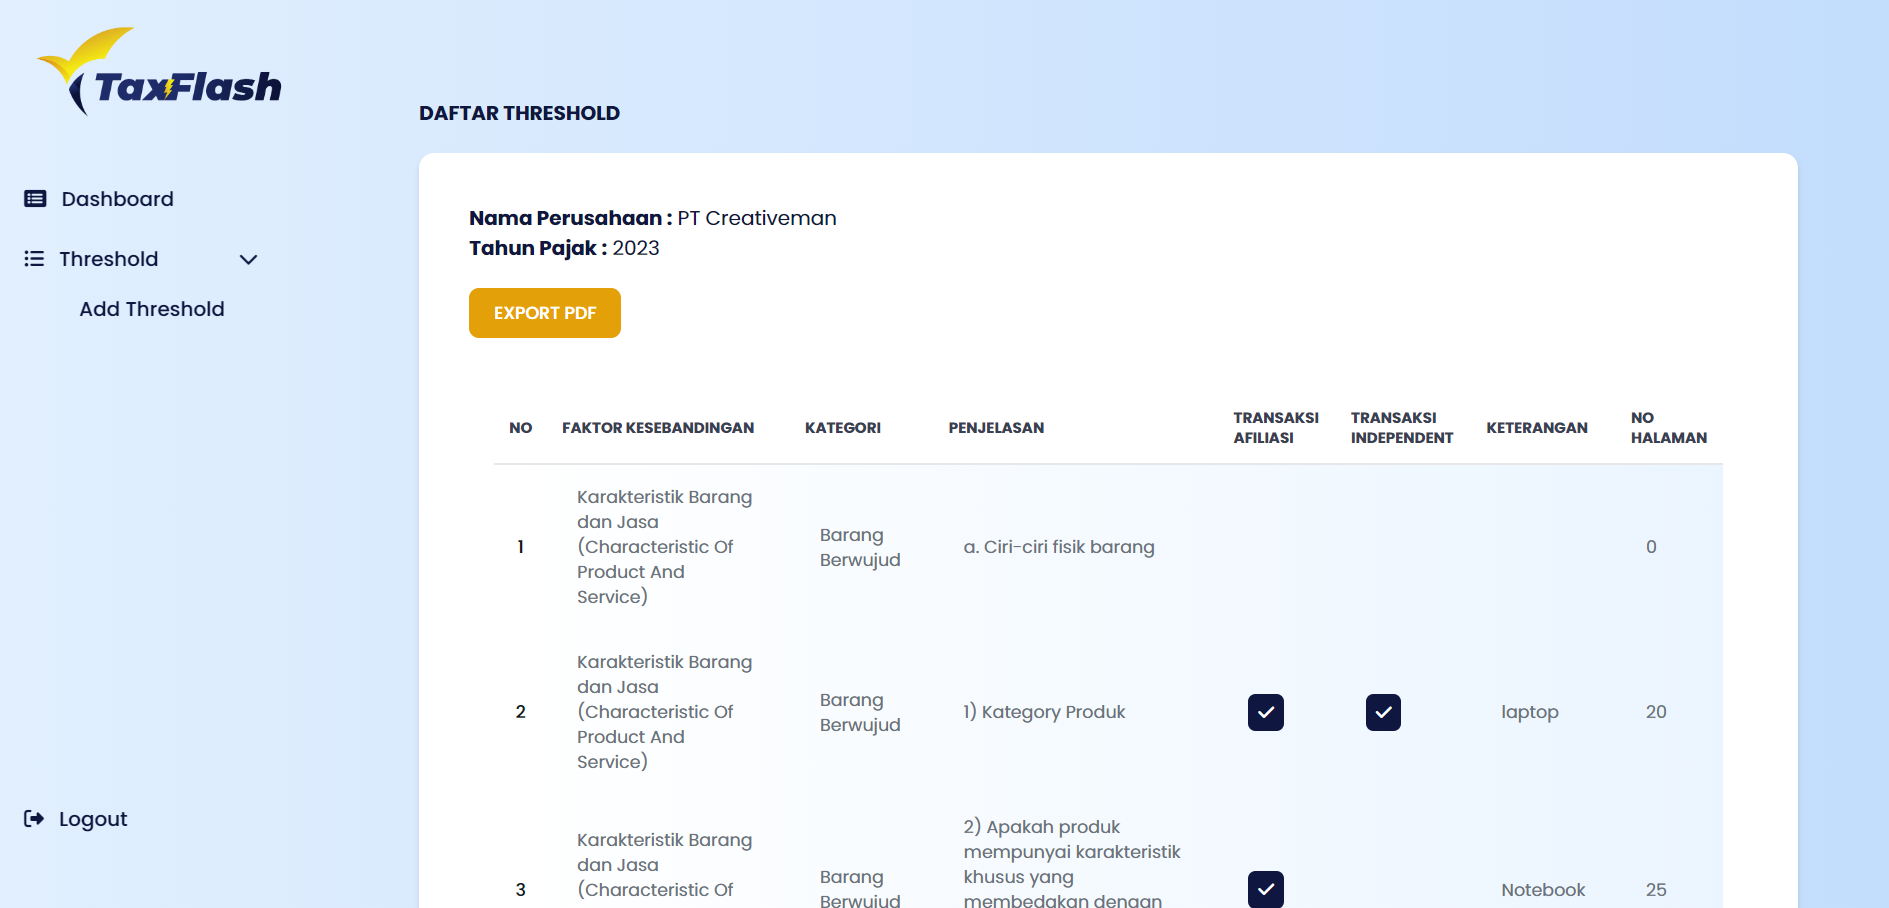 TaxFlash
Dashboard
Threshold
Add Threshold
Logout
DAFTAR THRESHOLD
Nama Perusahaan : PT Creativeman
Tahun Pajak : 2023
EXPORT PDF
NO
FAKTOR KESEBANDINGAN
KATEGORI
PENJELASAN
TRANSAKSI
AFILIASI
TRANSAKSI
INDEPENDENT
KETERANGAN
NO
HALAMAN
1
Karakteristik Barang
dan Jasa
(Characteristic Of
Product And
Service)
Barang
Berwujud
a. Ciri-ciri fisik barang
0
2
Karakteristik Barang
dan Jasa
(Characteristic Of
Product And
Service)
Barang
Berwujud
1) Kategory Produk
laptop
20
3
Karakteristik Barang
dan Jasa
(Characteristic Of
Barang
Berwujud
2) Apakah produk
mempunyai karakteristik
khusus yang
membedakan dengan
Notebook
25